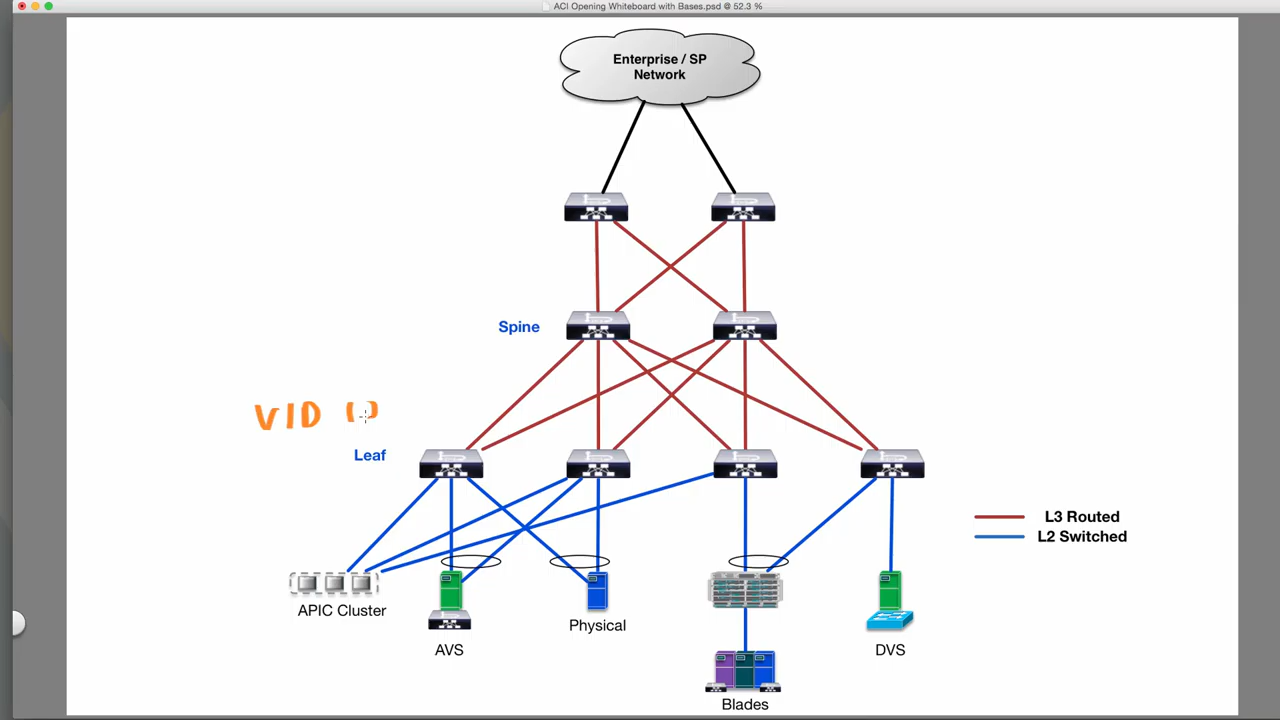 ACI Opening Whiteboard with Bases.psd @ 52.3 %
Enterprise / SP
Network
Spine
VID
Leaf
L3 Routed
L2 Switched
APIC Cluster
AVS
Physical
DVS
Blades